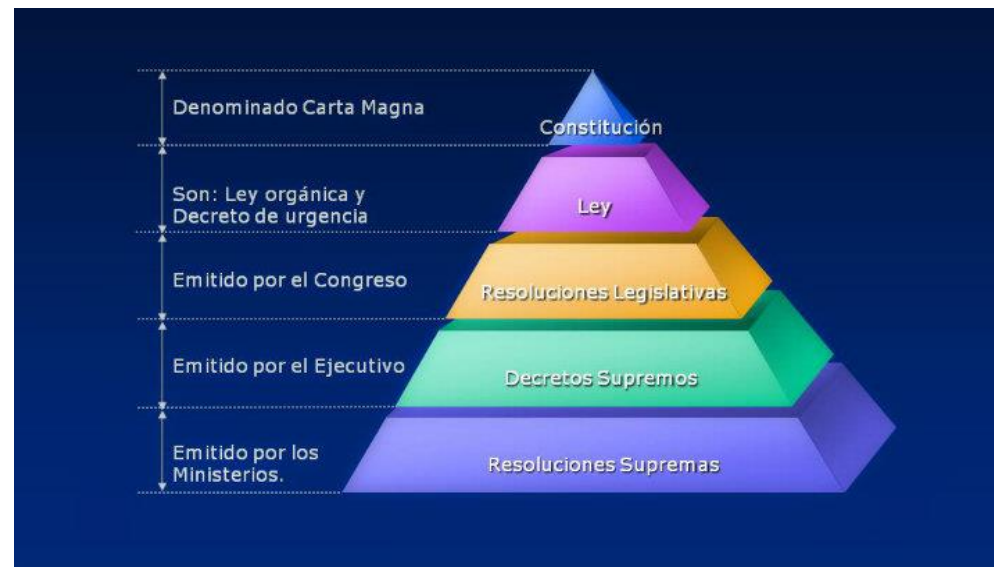 Denominado Carta Magna
Constitución
Son: Ley orgánica y
Decreto de urgencia
Ley
Emitido por el Congreso
Resoluciones Legislativas
Emitido por el Ejecutivo
Decretos Supremos
Emitido por los
Ministerios.
Resoluciones Supremas